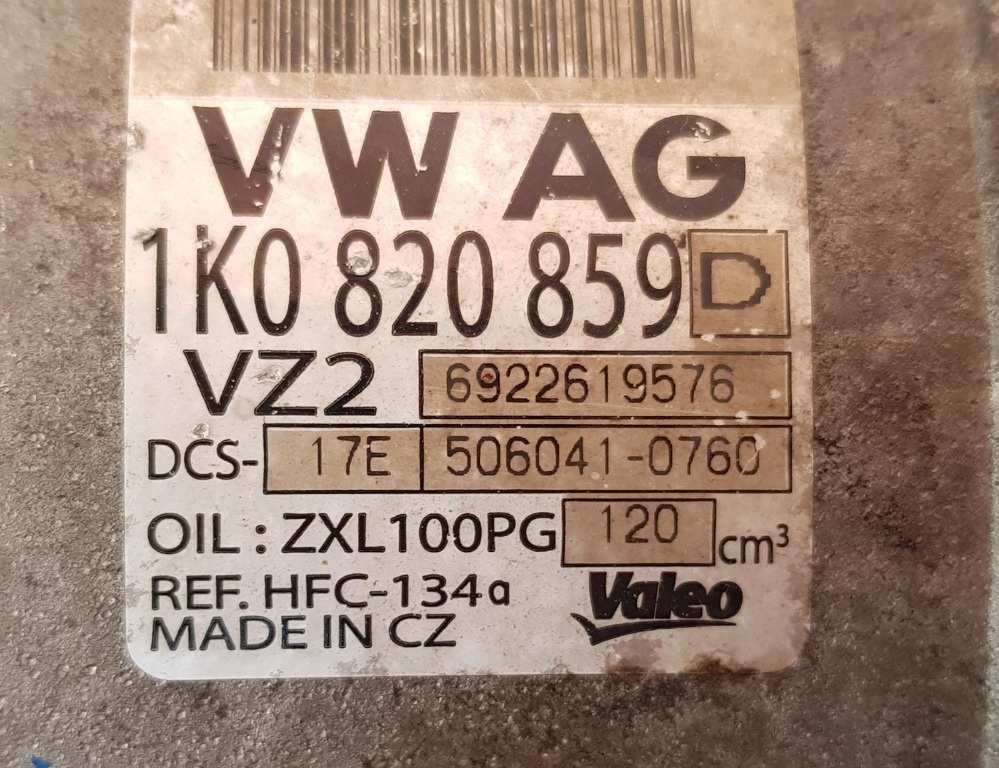 VW AG
1K0 820 859 D
VZ2 6922619576
DCS- 17E 506041-0760
OIL : ZXL100PG 120 cm³
REF. HFC-134a Valeo
MADE IN CZ